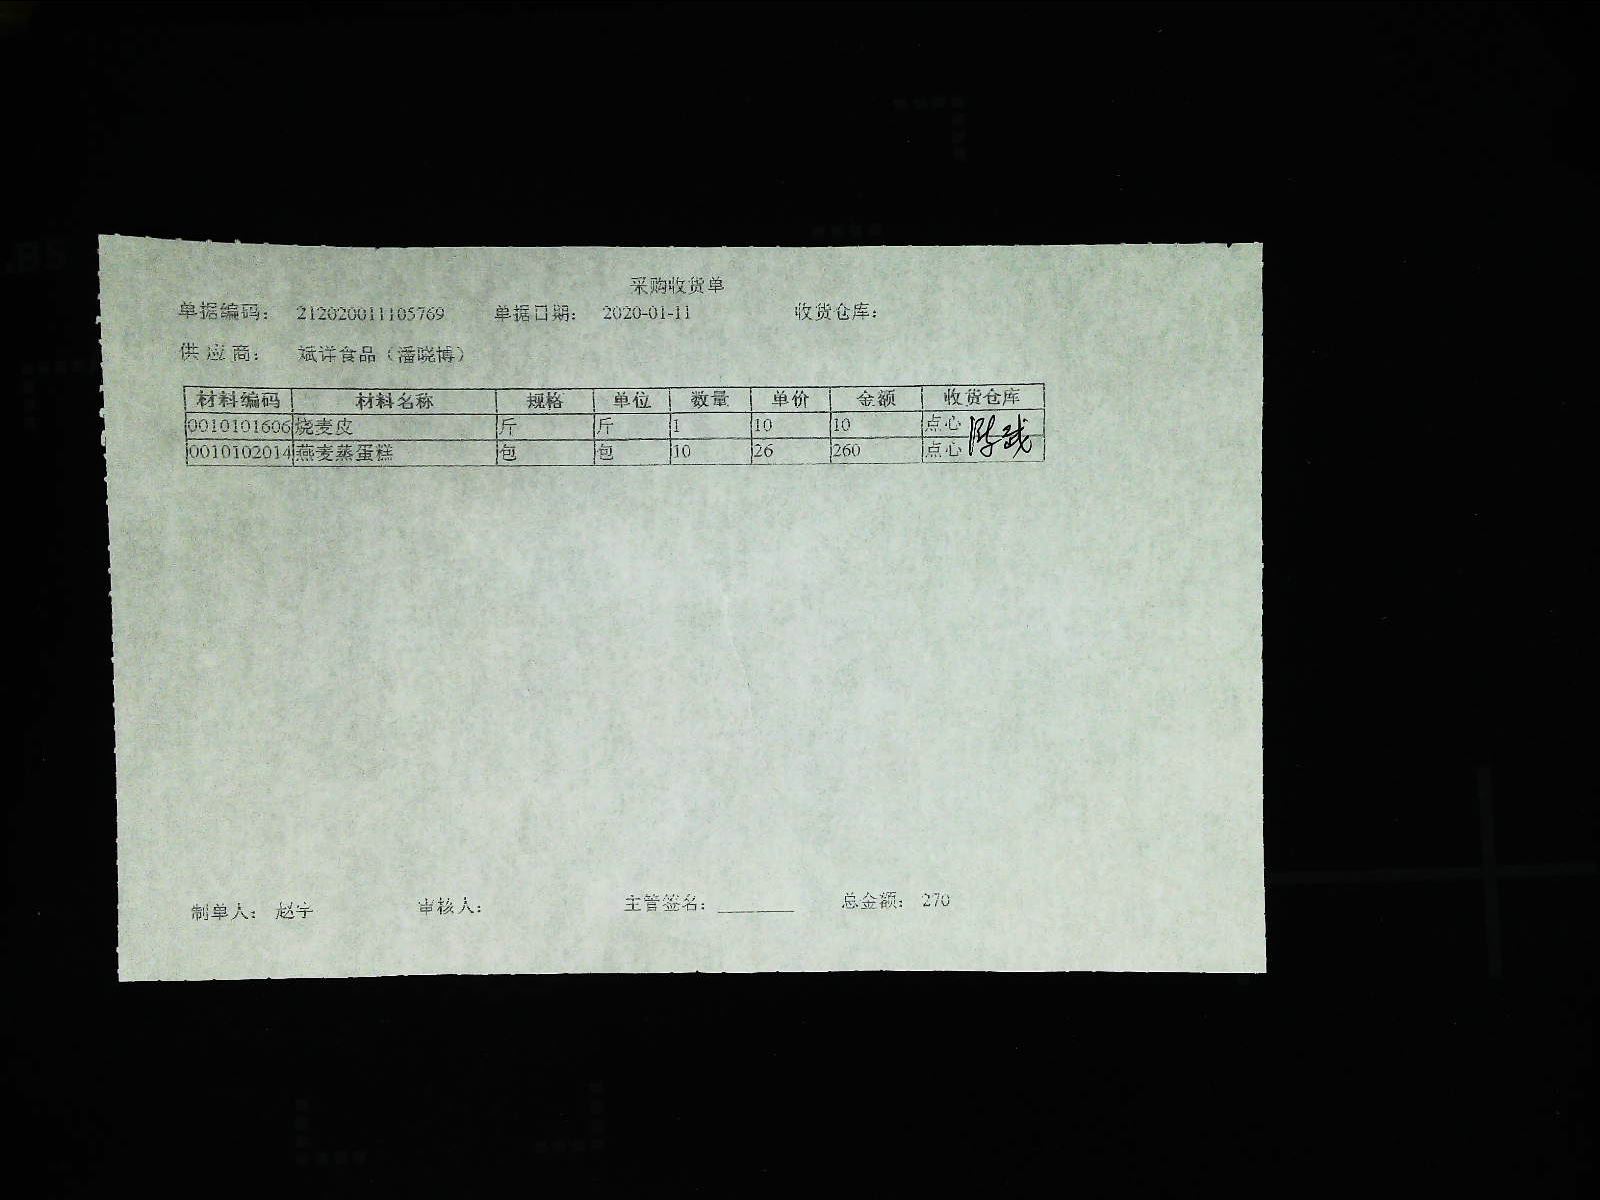 采购收货单
单据编码： 212020011105769 单据日期： 2020-01-11 收货仓库：
供 应 商： 斌详食品（潘晓博）
材料编码 材料名称 规格 单位 数量 单价 金额 收货仓库
0010101606 烧麦皮 斤 斤 1 10 10 点心
0010102014 燕麦蒸蛋糕 包 包 10 26 260 点心
制单人： 赵宇 审核人： 主管签名： 总金额： 270